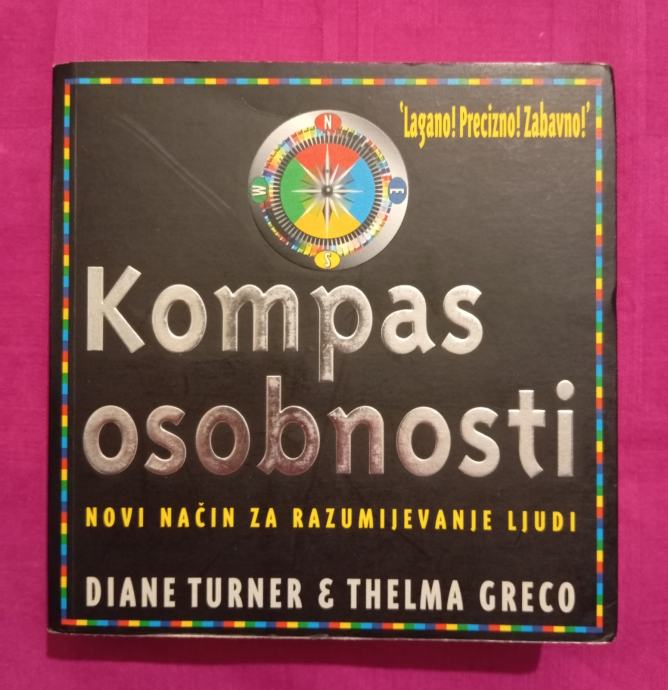 'Lagano! Precizno! Zabavno!'
N
W
E
S
Kompas
osobnosti
NOVI NAČIN ZA RAZUMIJEVANJE LJUDI
DIANE TURNER & THELMA GRECO